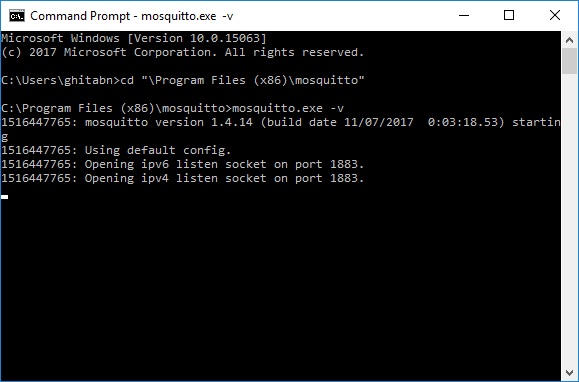 Command Prompt - mosquitto.exe -v
Microsoft Windows [Version 10.0.15063]
(c) 2017 Microsoft Corporation. All rights reserved.
C:\Users\ghitabn>cd "\Program Files (x86)\mosquitto"
C:\Program Files (x86)\mosquitto>mosquitto.exe -v
1516447765: mosquitto version 1.4.14 (build date 11/07/2017  0:03:18.53) startin
g
1516447765: Using default config.
1516447765: Opening ipv6 listen socket on port 1883.
1516447765: Opening ipv4 listen socket on port 1883.